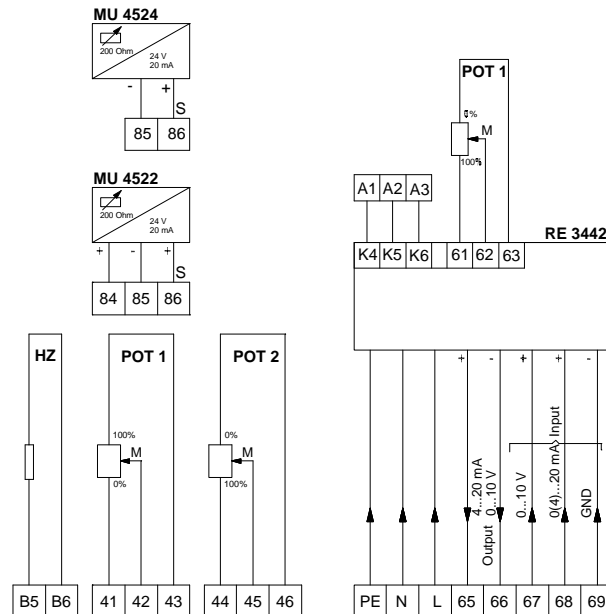 MU 4524
200 Ohm
24 V
20 mA
- +
S
85 86
MU 4522
200 Ohm
24 V
20 mA
+ - +
S
84 85 86
HZ
B5 B6
POT 1
100%
M
0%
41 42 43
POT 2
0%
M
100%
44 45 46
POT 1
%
M
100%
A1 A2 A3
RE 3442
K4 K5 K6 61 62 63
+ - + + -
Output
4...20 mA
0...10 V
0...10 V
0(4)...20 mA
Input
GND
PE N L 65 66 67 68 69